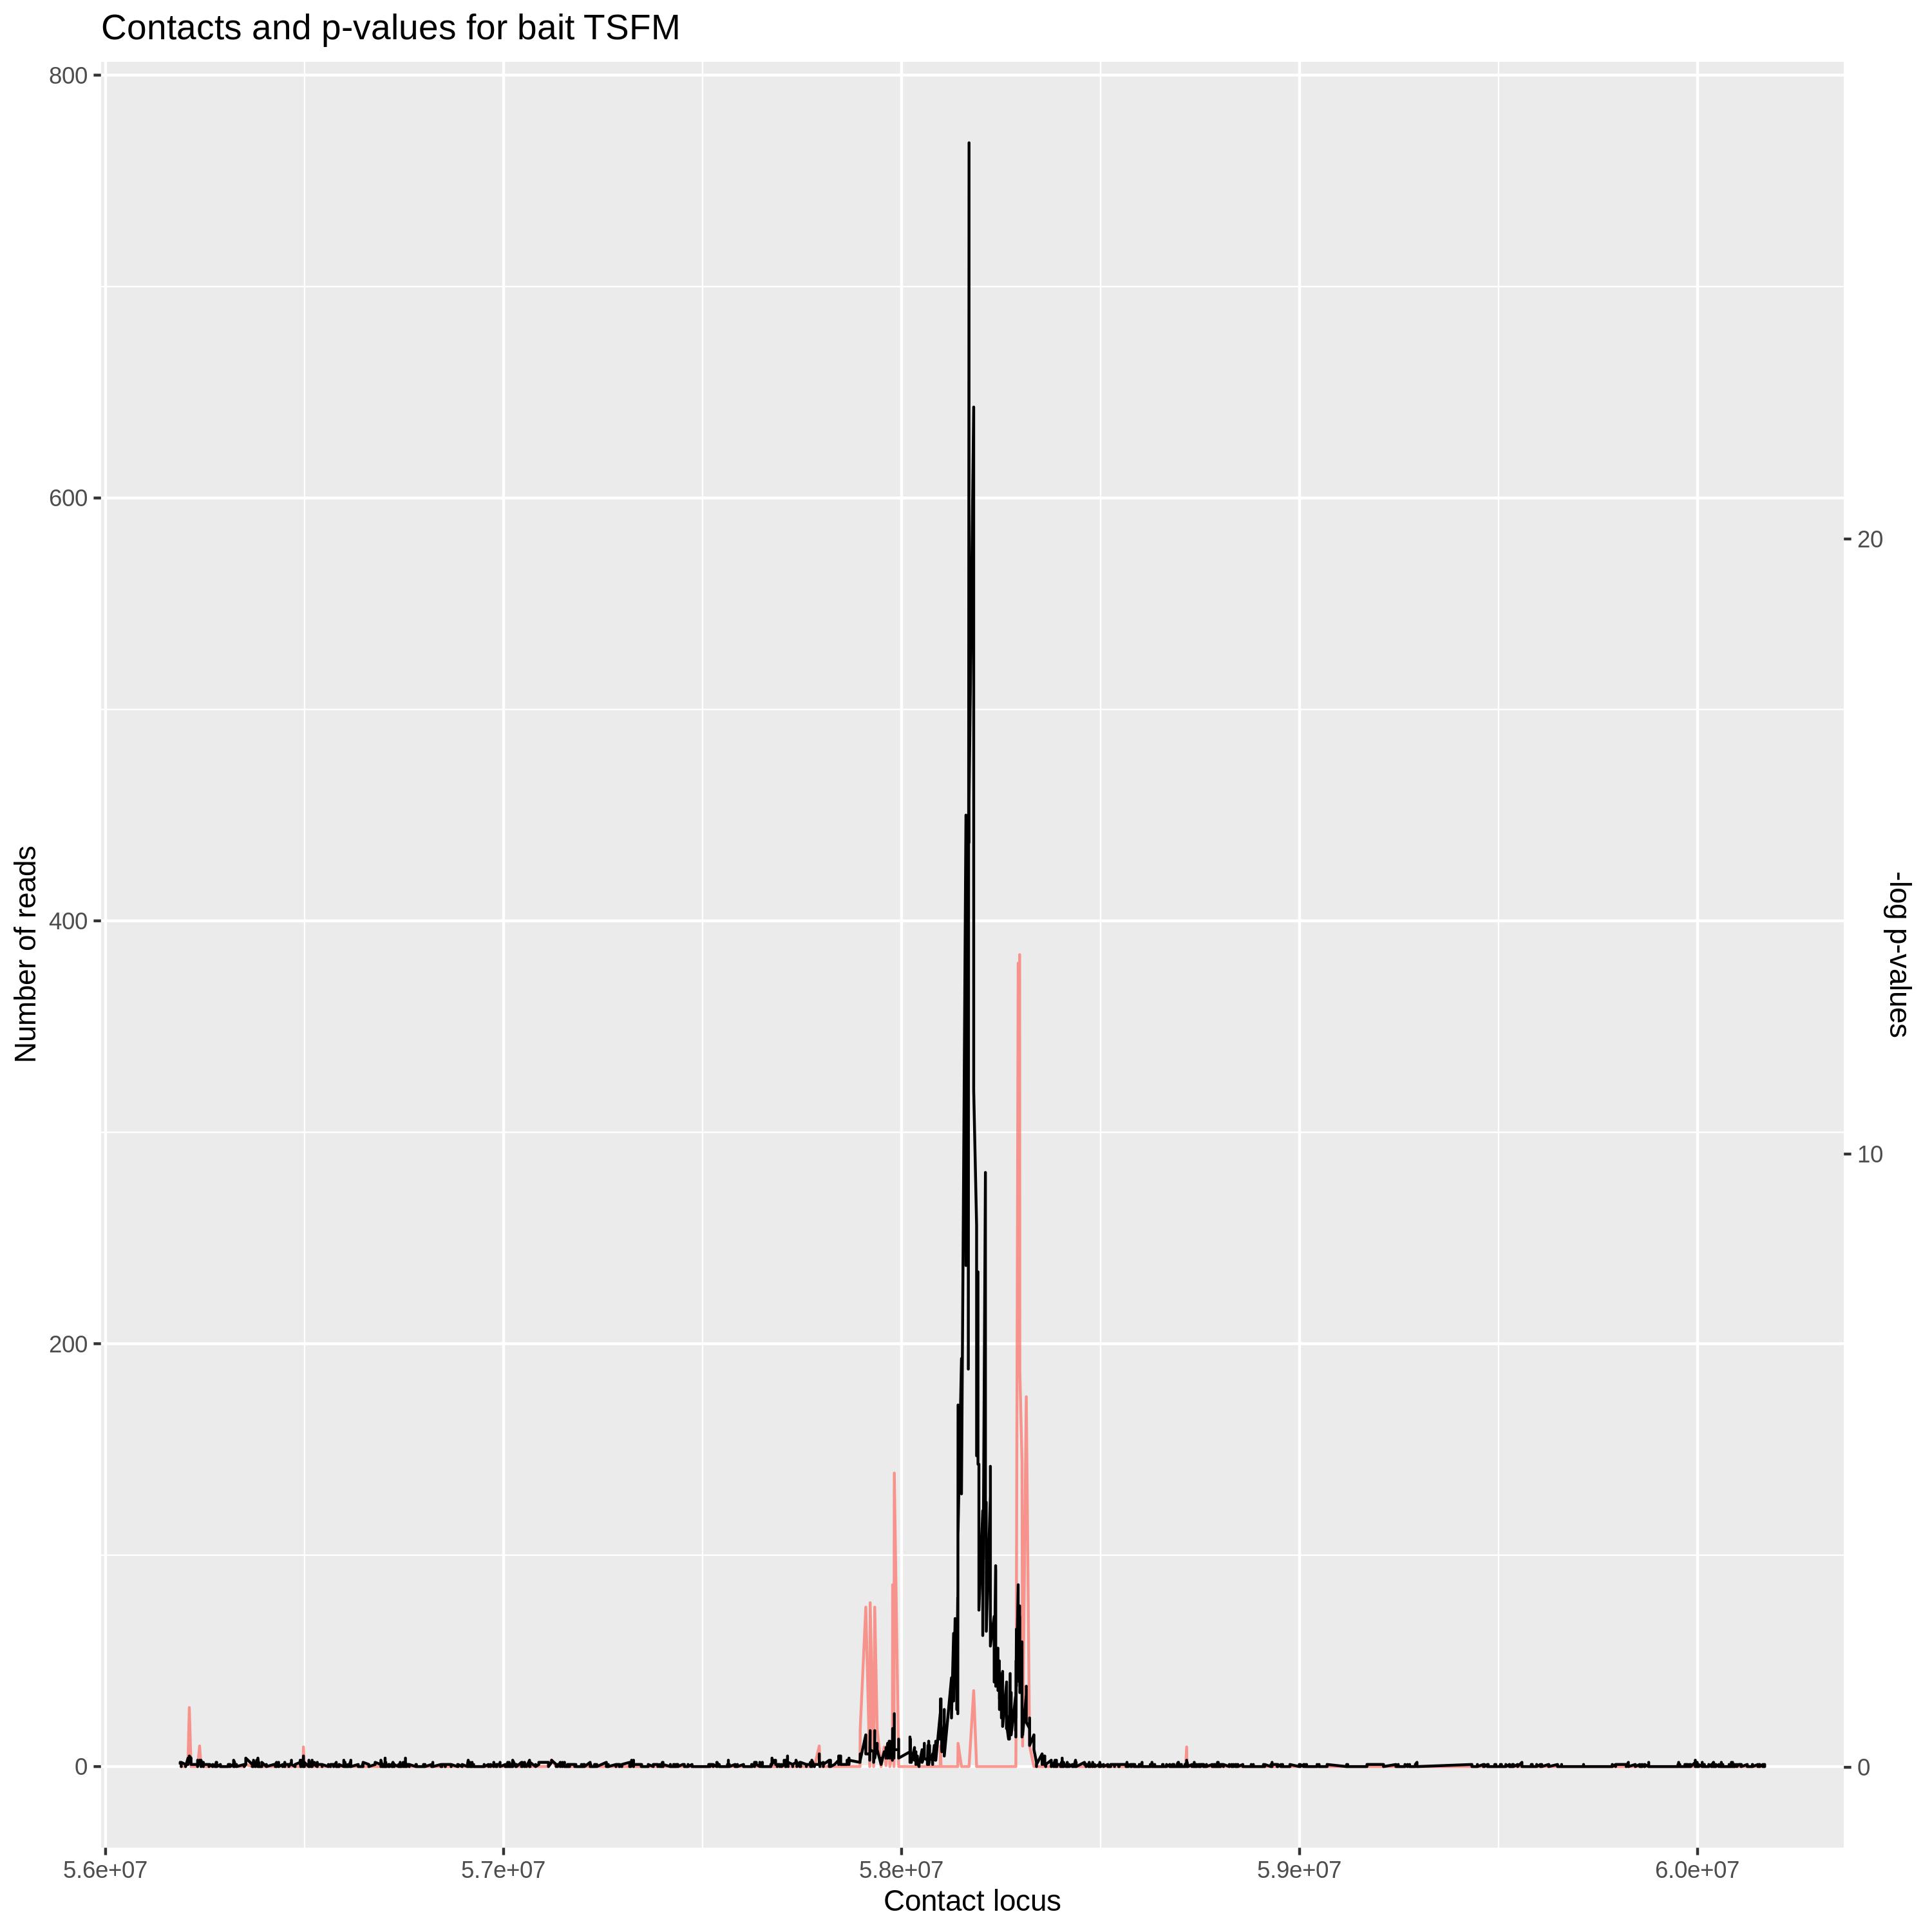 Contacts and p-values for bait TSFM
800
600
400
200
0
Number of reads
20
10
0
-log p-values
5.6e+07
5.7e+07
5.8e+07
5.9e+07
6.0e+07
Contact locus